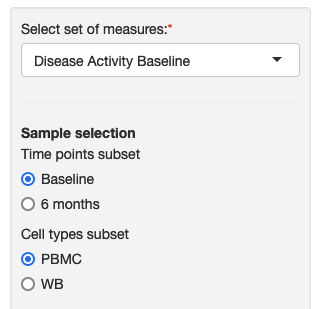 Select set of measures:*
Disease Activity Baseline
Sample selection
Time points subset
Baseline
6 months
Cell types subset
PBMC
WB